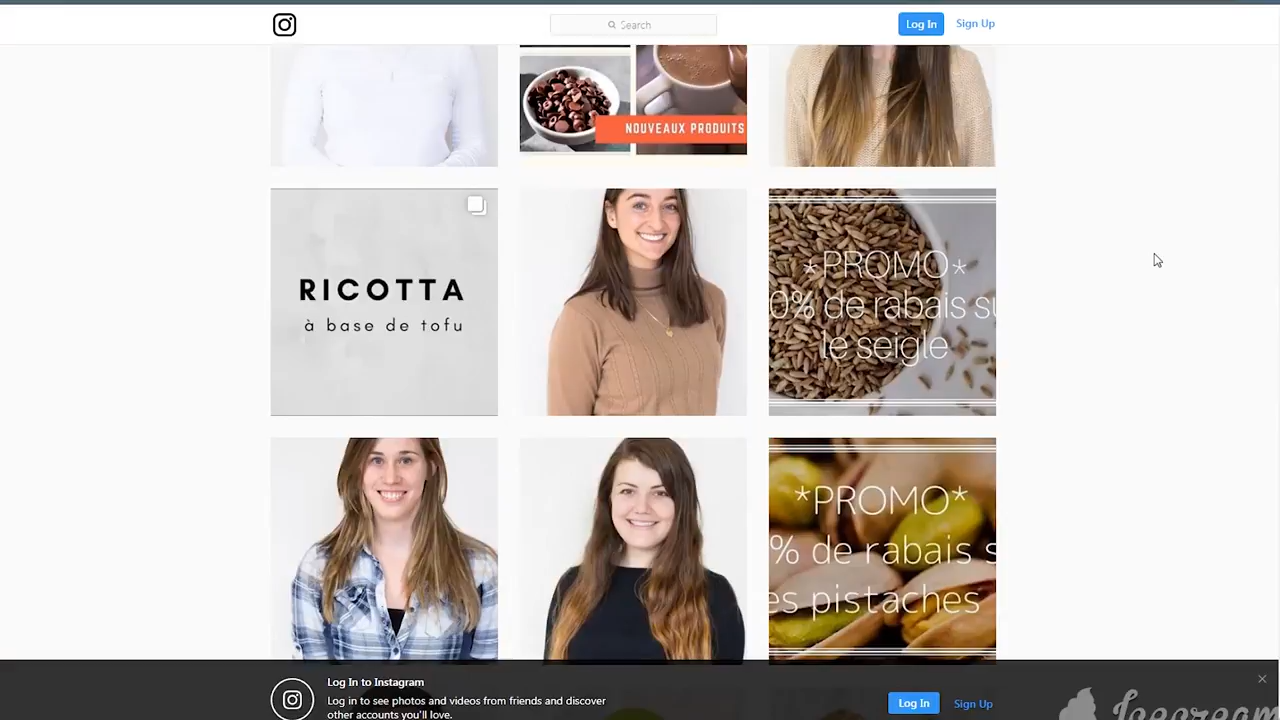 Search
Log In
Sign Up
NOUVEAUX PRODUITS
RICOTTA
à base de tofu
*PROMO*
0% de rabais su
le seigle
*PROMO*
% de rabais s
es pistaches
Log In to Instagram
Log in to see photos and videos from friends and discover
other accounts you'll love.
Log In
Sign Up
Icecream